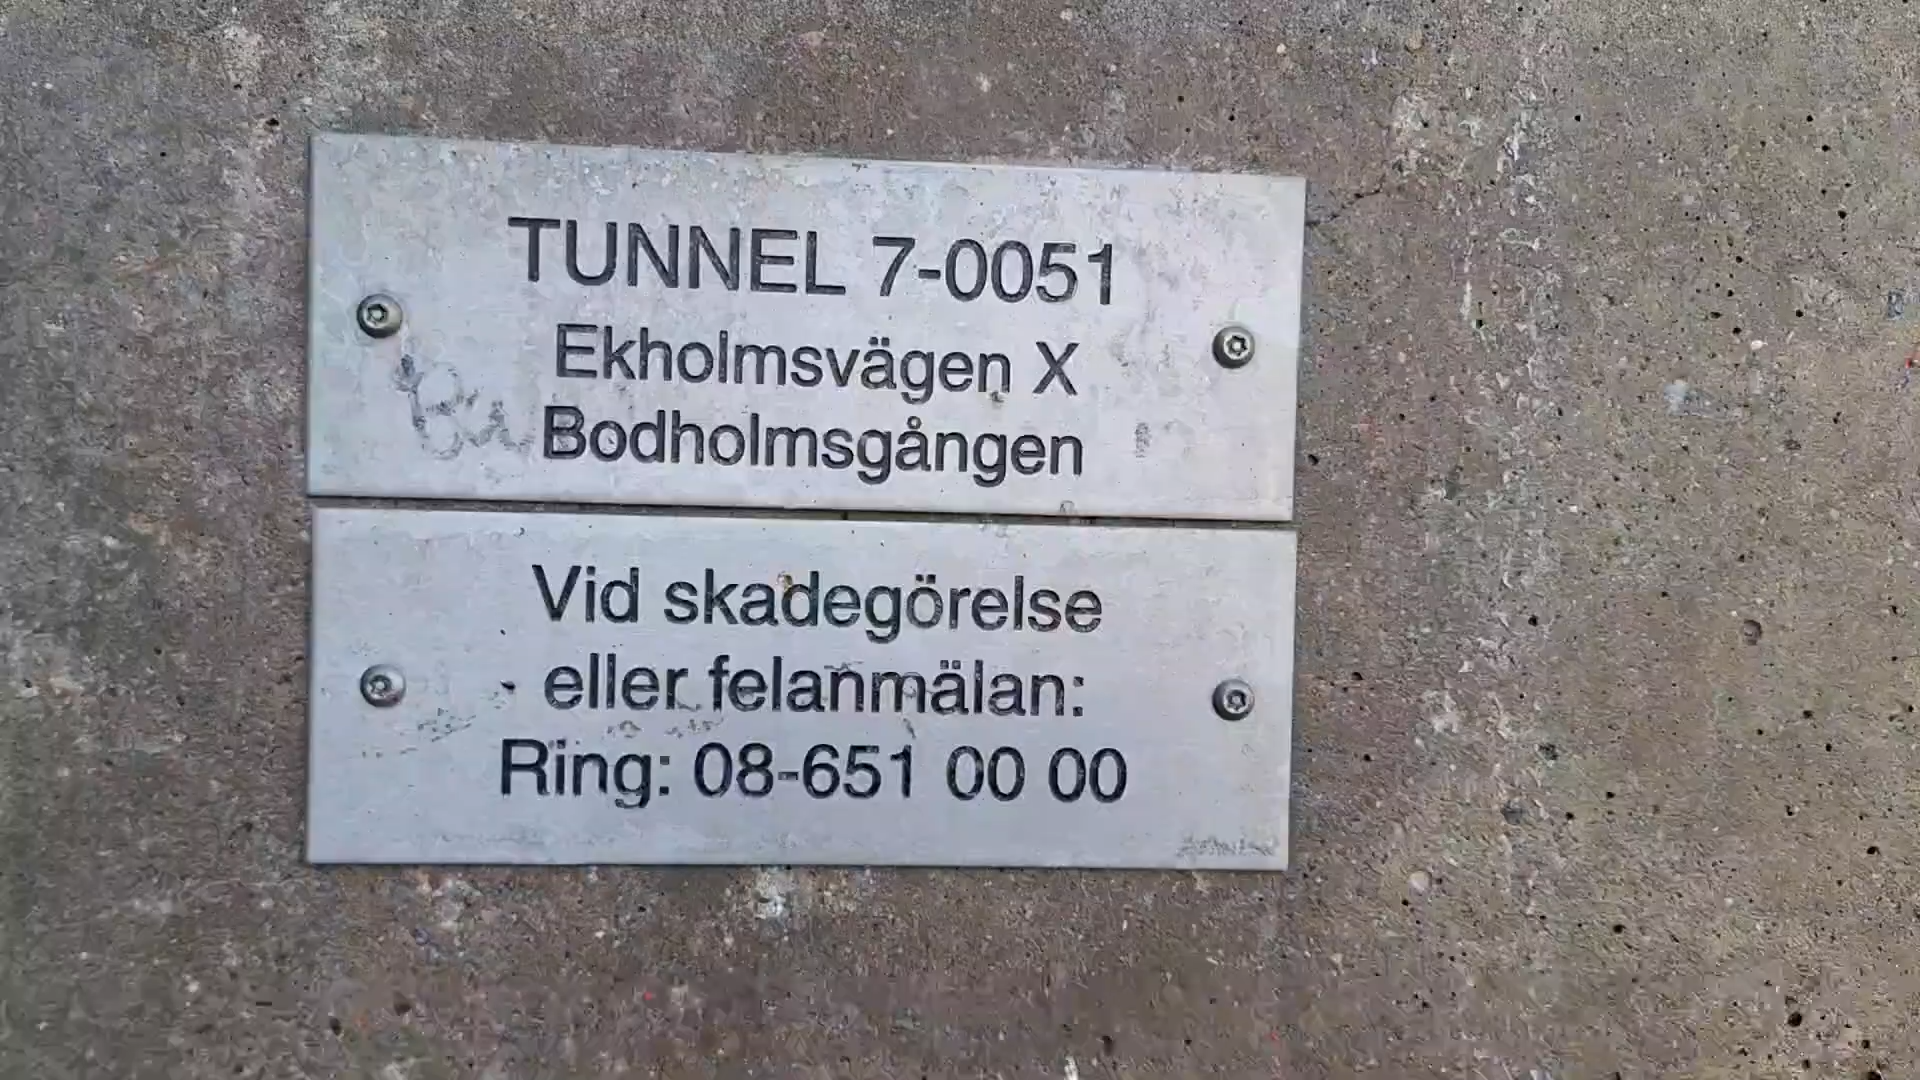 TUNNEL 7-0051
Ekholmsvägen X
Bodholmsgången
Vid skadegörelse
eller felanmälan:
Ring: 08-651 00 00